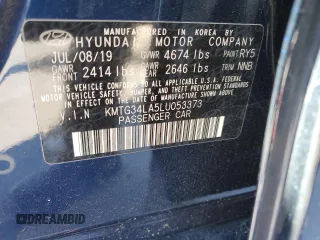 MANUFACTURED IN KOREA BY
HYUNDAI MOTOR COMPANY
JUL/08/19 GVWR 4674 lbs PAINT RY5
GAWR FRONT 2414 lbs GAWR REAR 2646 lbs TRIM NNB
THIS VEHICLE CONFORMS TO ALL APPLICABLE
FEDERAL MOTOR VEHICLE SAFETY, BUMPER, AND
THEFT PREVENTION STANDARDS IN EFFECT ON THE
DATE OF MANUFACTURE SHOWN ABOVE.
V.I.N KMTG34LA5LU053373
PASSENGER CAR
DREAMBID